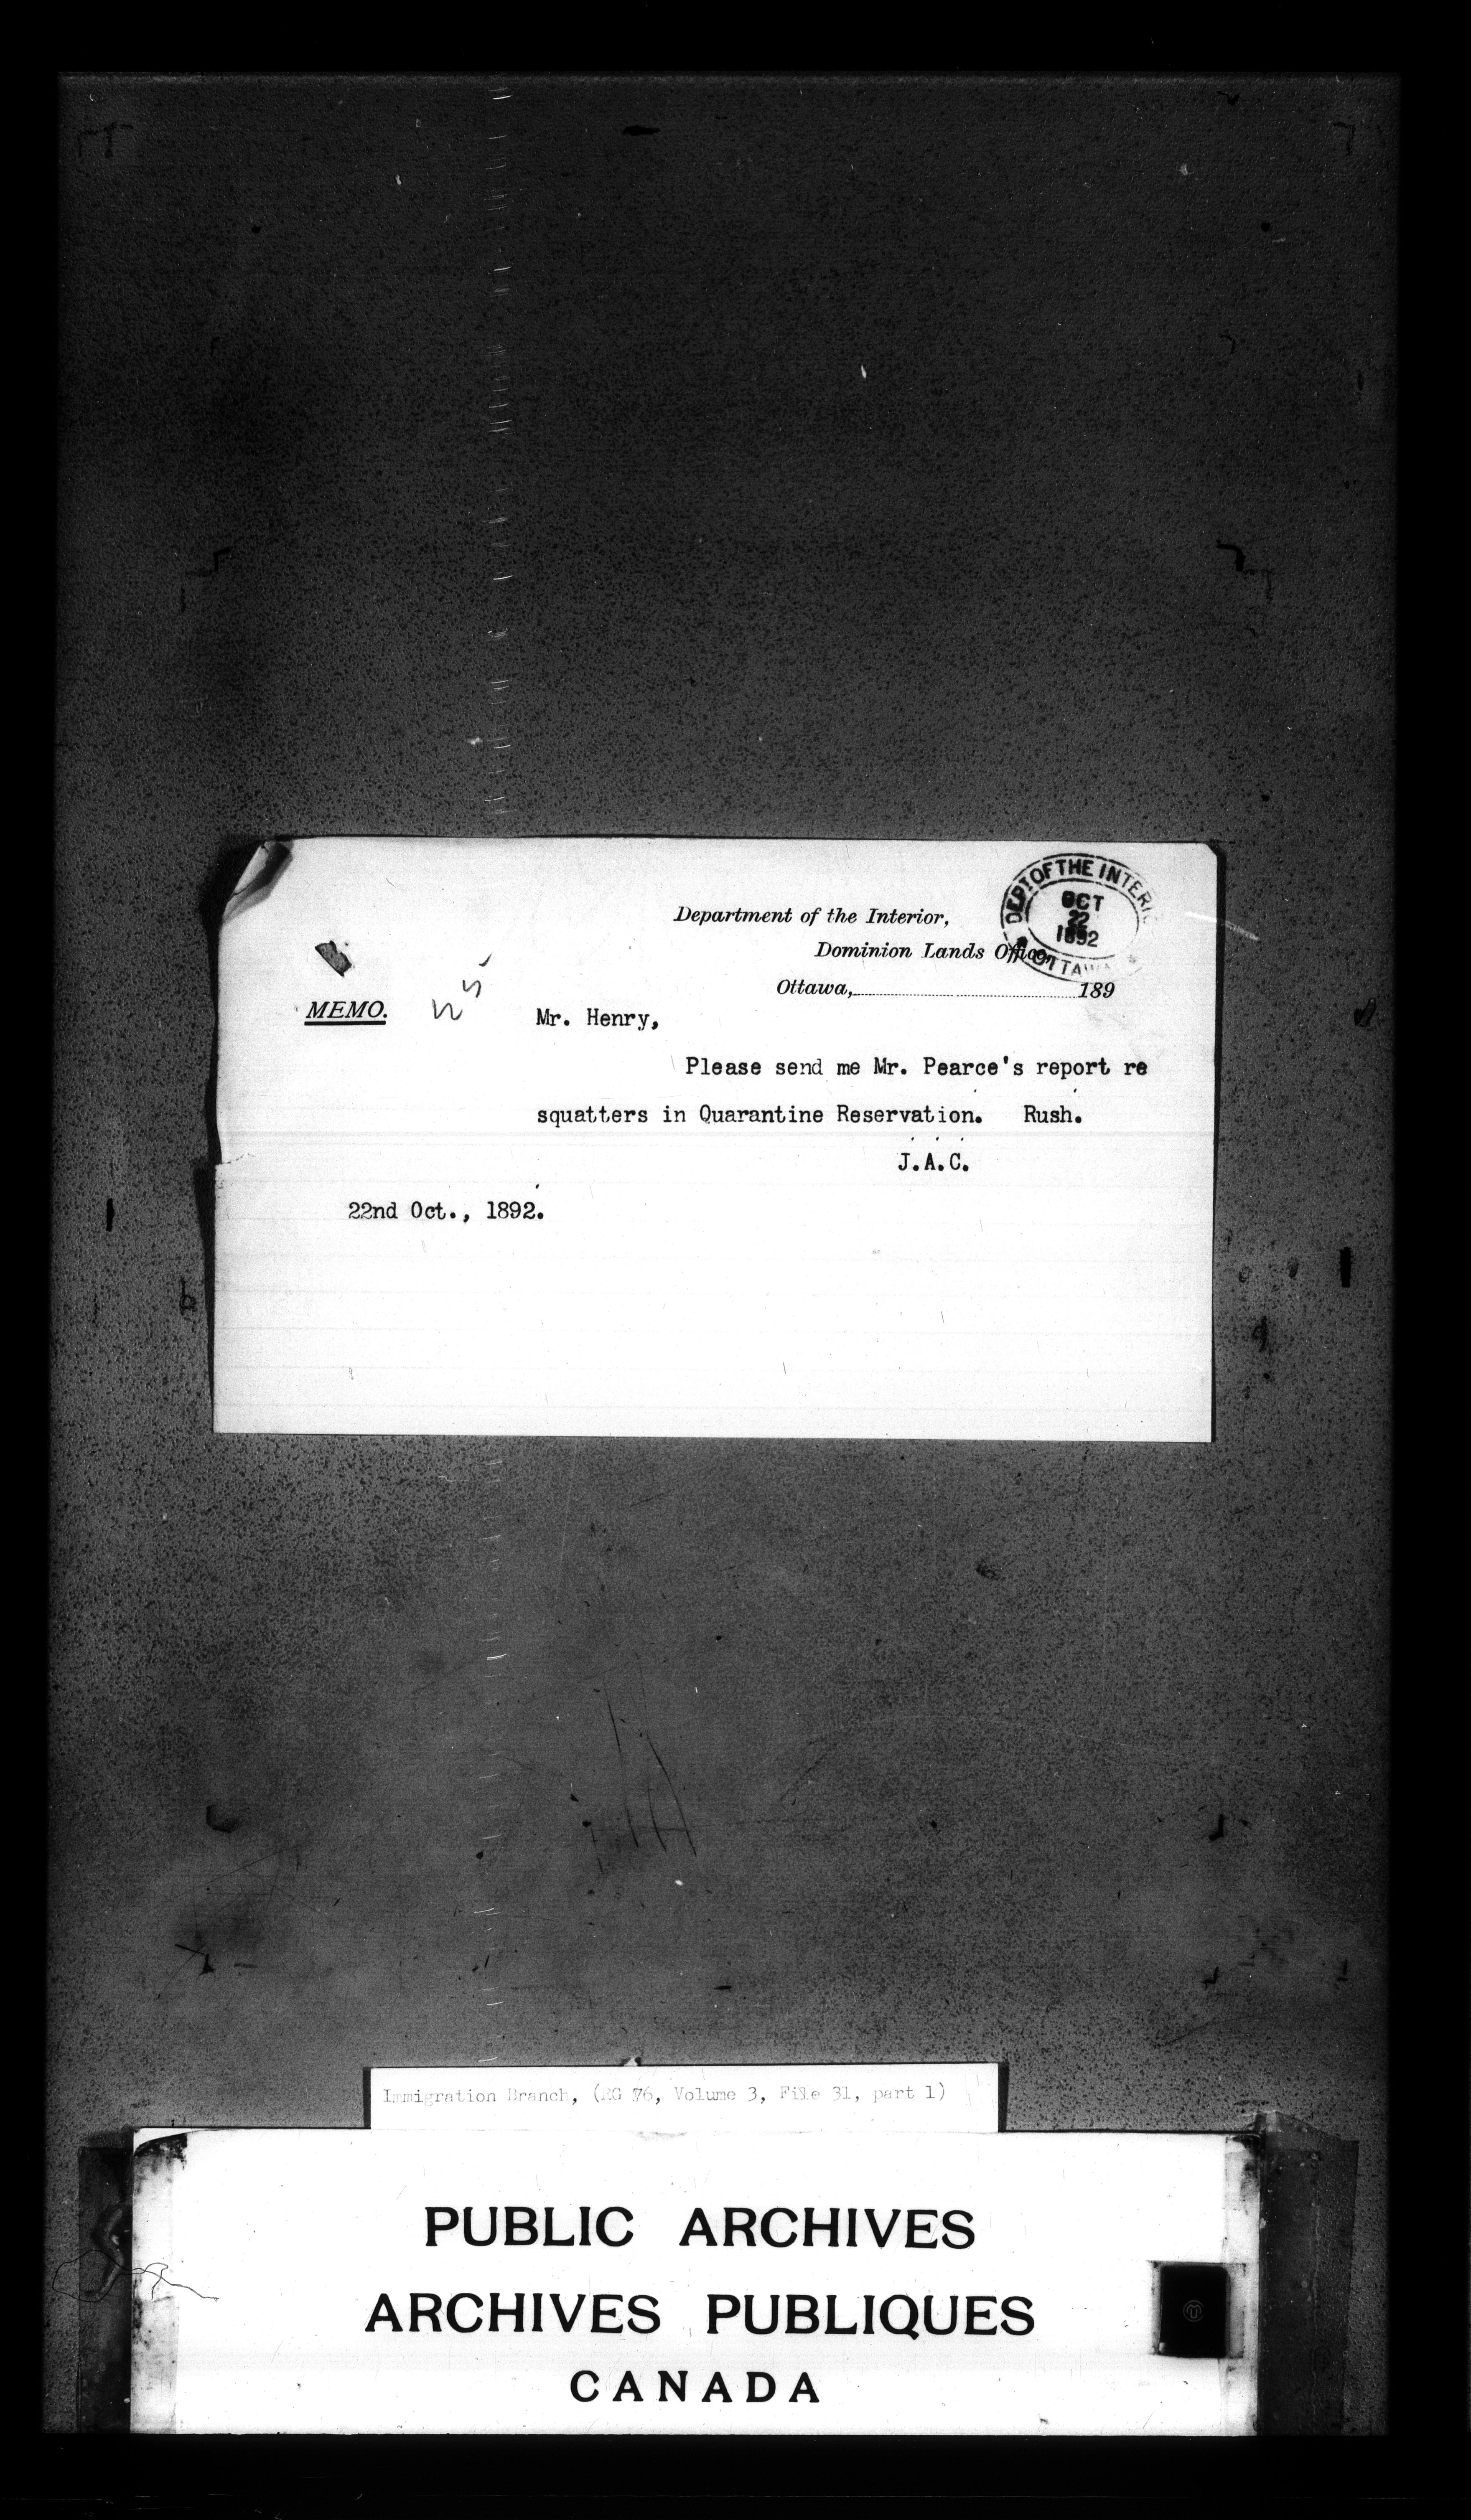 DEPT OF THE INTERI
OCT
22
1892
OTTAWA
Department of the Interior,
Dominion Lands Office,
Ottawa, 189
MEMO.
Mr. Henry,
Please send me Mr. Pearce's report re
squatters in Quarantine Reservation. Rush.
J.A.C.
22nd Oct., 1892.
Immigration Branch, (RG 76, Volume 3, File 31, part 1)
PUBLIC ARCHIVES
ARCHIVES PUBLIQUES
CANADA